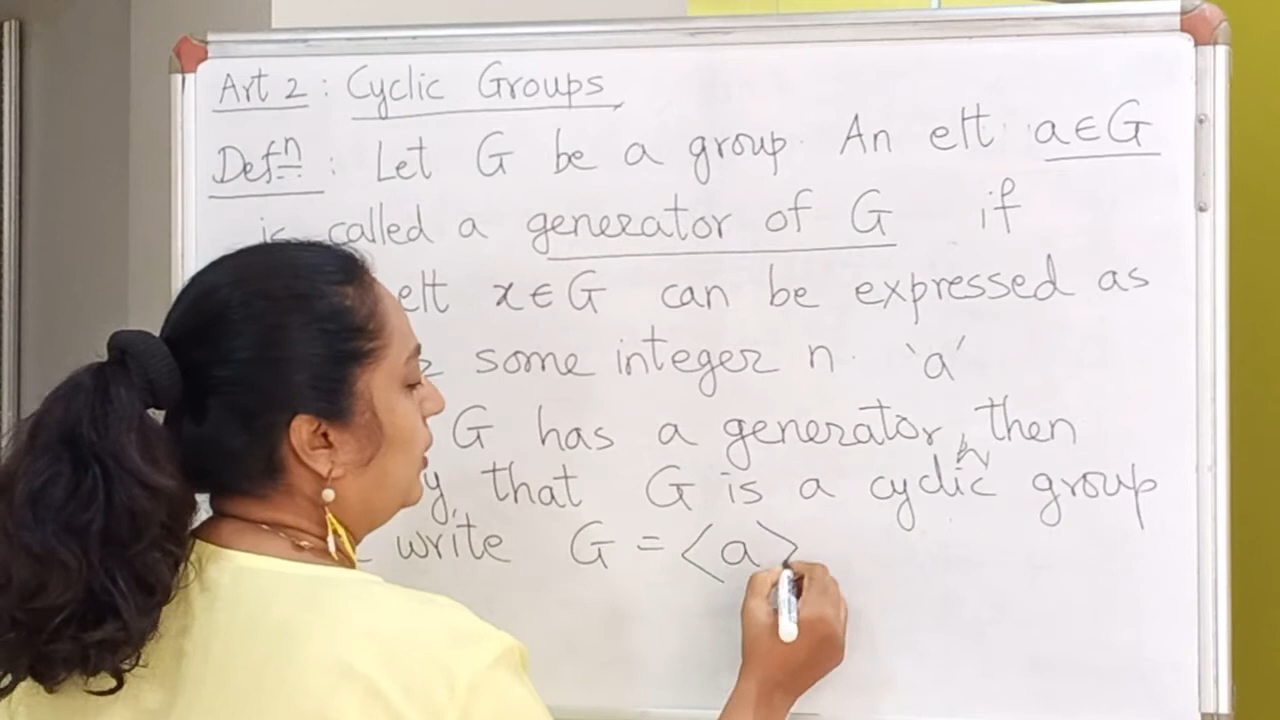 Art 2 : Cyclic Groups
Defn : Let G be a group. An elt a∈G
is called a generator of G if
elt x∈G can be expressed as
some integer n. 'a'
G has a generator, then
that G is a cyclic group
write G = <a>